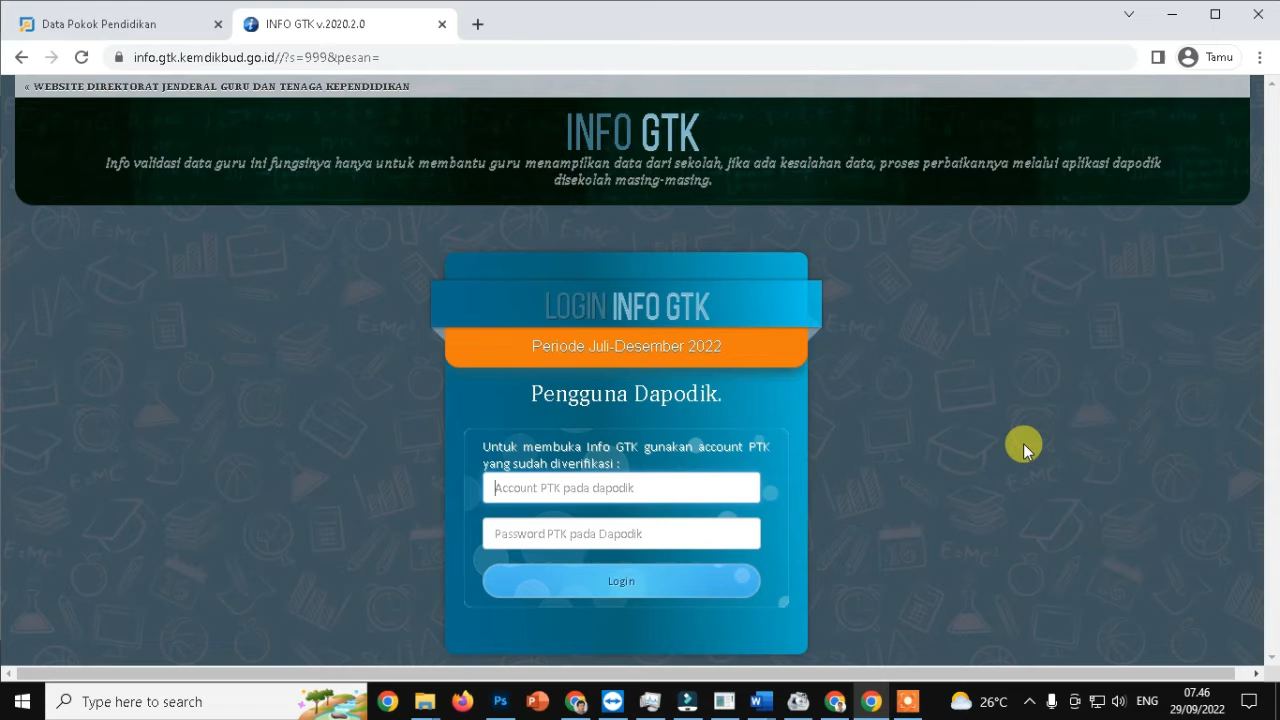 Data Pokok Pendidikan
INFO GTK v.2020.2.0
info.gtk.kemdikbud.go.id//?s=999&pesan=
Tamu
« WEBSITE DIREKTORAT JENDERAL GURU DAN TENAGA KEPENDIDIKAN
INFO GTK
Info validasi data guru ini fungsinya hanya untuk membantu guru menampilkan data dari sekolah, jika ada kesalahan data, proses perbaikannya melalui aplikasi dapodik
disekolah masing-masing.
LOGIN INFO GTK
Periode Juli-Desember 2022
Pengguna Dapodik.
Untuk membuka Info GTK gunakan account PTK
yang sudah diverifikasi :
Account PTK pada dapodik
Password PTK pada Dapodik
Login
Type here to search
26°C
ENG
07.46
29/09/2022